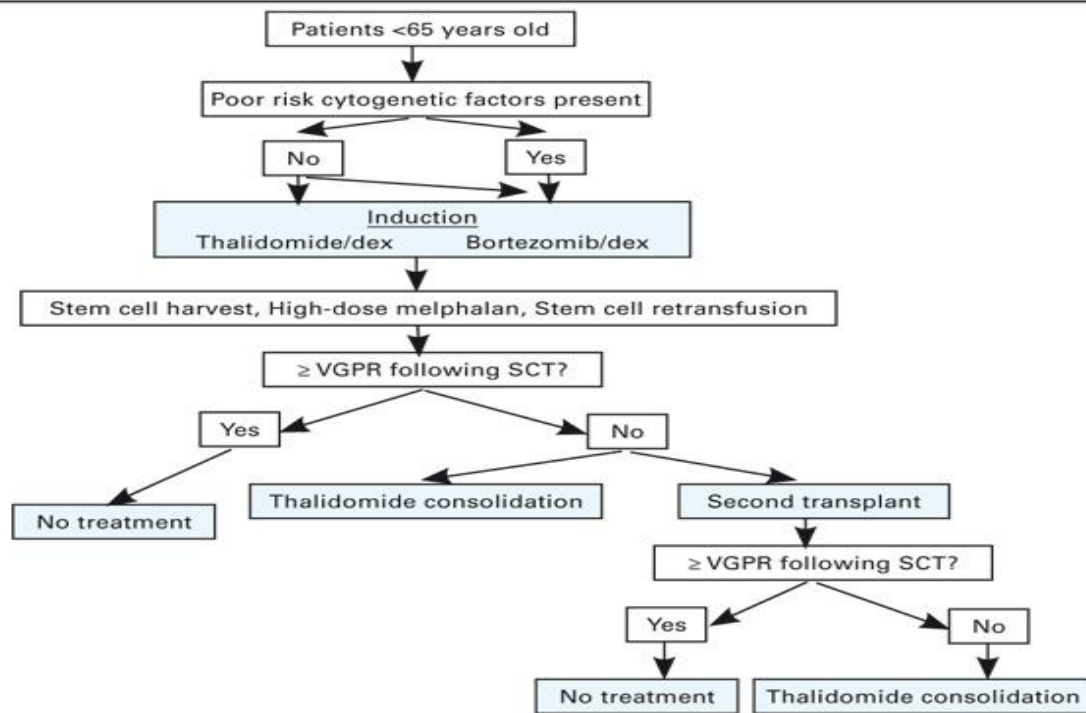 Patients <65 years old
Poor risk cytogenetic factors present
No
Yes
Induction
Thalidomide/dex Bortezomib/dex
Stem cell harvest, High-dose melphalan, Stem cell retransfusion
≥ VGPR following SCT?
Yes
No
No treatment
Thalidomide consolidation
Second transplant
≥ VGPR following SCT?
Yes
No
No treatment
Thalidomide consolidation